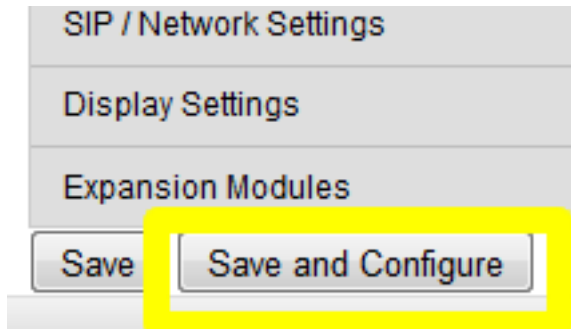 SIP / Network Settings
Display Settings
Expansion Modules
Save Save and Configure